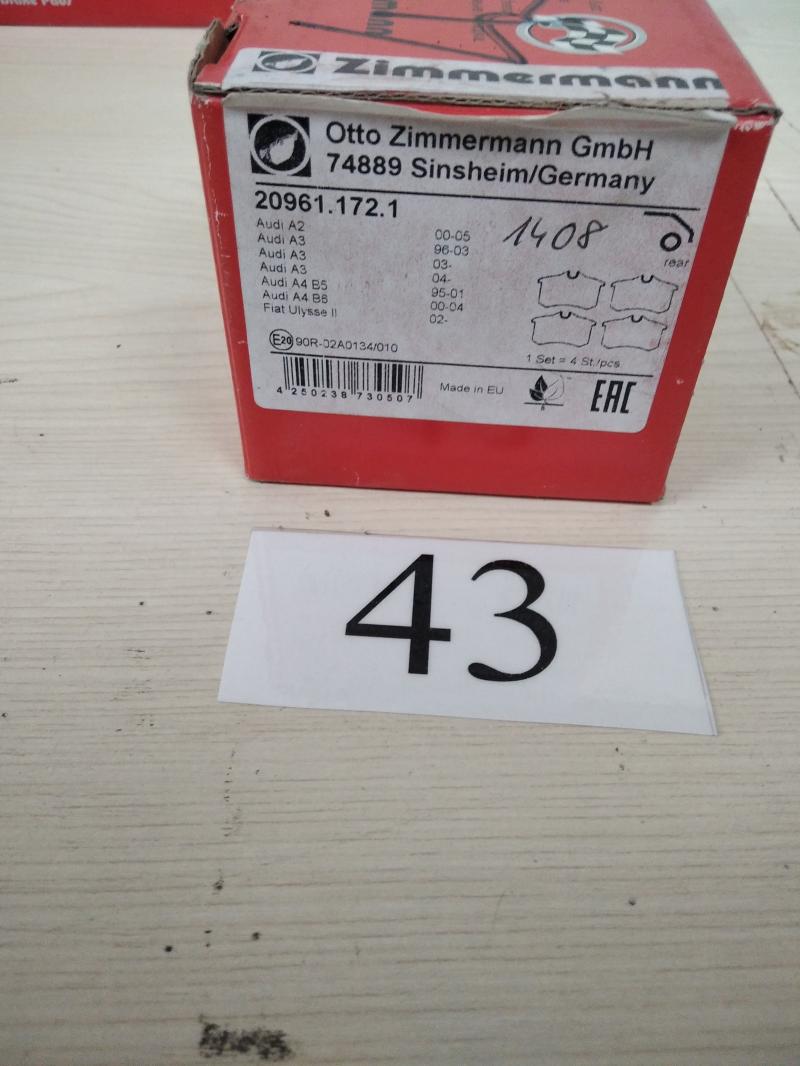 Brake Pads
Zimmermann
Otto Zimmermann GmbH
74889 Sinsheim/Germany
20961.172.1
Audi A2 00-05
Audi A3 96-03
Audi A3 03-
Audi A3 04-
Audi A4 B5 95-01
Audi A4 B6 00-04
Fiat Ulysse II 02-
1408
rear
1 Set = 4 St./pcs
E20 90R-02A0134/010
4 250238 730507
Made in EU
EAC
43